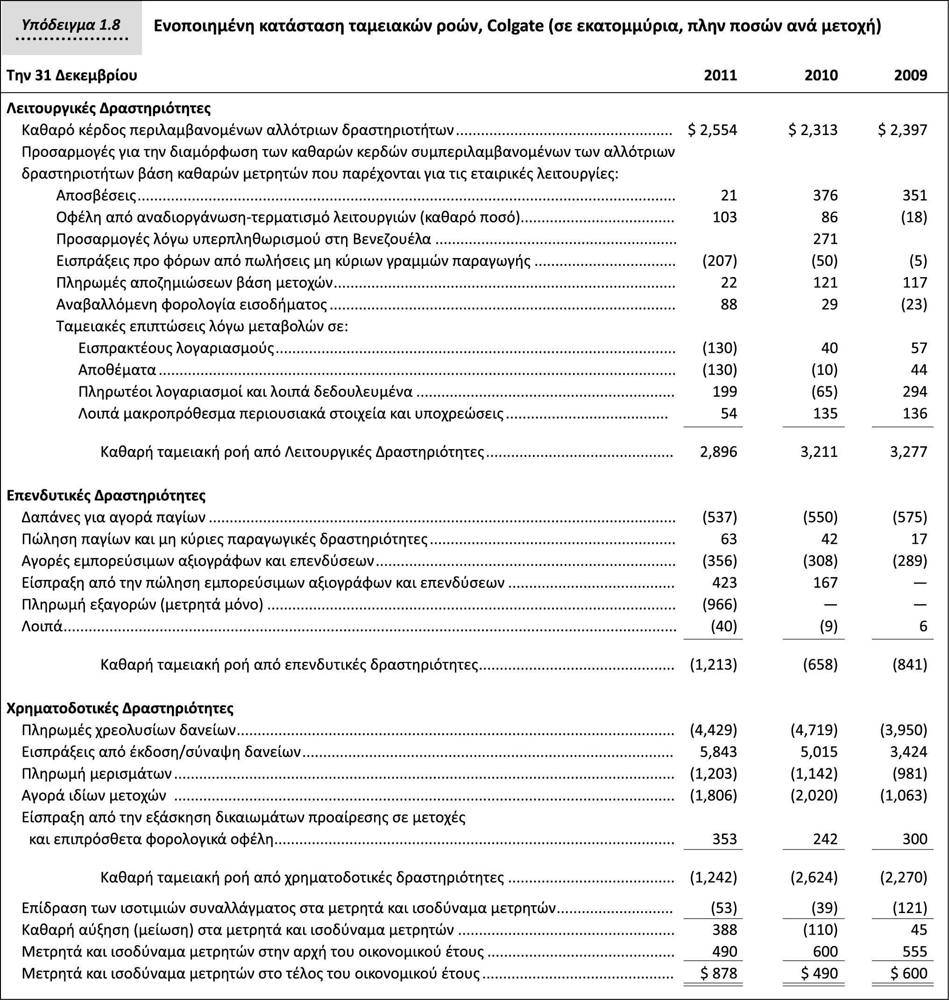 Υπόδειγμα 1.8 Ενοποιημένη κατάσταση ταμειακών ροών, Colgate (σε εκατομμύρια, πλην ποσών ανά μετοχή)
Την 31 Δεκεμβρίου 2011 2010 2009
Λειτουργικές Δραστηριότητες
Καθαρό κέρδος περιλαμβανομένων αλλότριων δραστηριοτήτων $ 2,554 $ 2,313 $ 2,397
Προσαρμογές για την διαμόρφωση των καθαρών κερδών συμπεριλαμβανομένων των αλλότριων
δραστηριοτήτων βάση καθαρών μετρητών που παρέχονται για τις εταιρικές λειτουργίες:
Αποσβέσεις 21 376 351
Οφέλη από αναδιοργάνωση-τερματισμό λειτουργιών (καθαρό ποσό) 103 86 (18)
Προσαρμογές λόγω υπερπληθωρισμού στη Βενεζουέλα 271
Εισπράξεις προ φόρων από πωλήσεις μη κύριων γραμμών παραγωγής (207) (50) (5)
Πληρωμές αποζημιώσεων βάση μετοχών 22 121 117
Αναβαλλόμενη φορολογία εισοδήματος 88 29 (23)
Ταμειακές επιπτώσεις λόγω μεταβολών σε:
Εισπρακτέους λογαριασμούς (130) 40 57
Αποθέματα (130) (10) 44
Πληρωτέοι λογαριασμοί και λοιπά δεδουλευμένα 199 (65) 294
Λοιπά μακροπρόθεσμα περιουσιακά στοιχεία και υποχρεώσεις 54 135 136
Καθαρή ταμειακή ροή από Λειτουργικές Δραστηριότητες 2,896 3,211 3,277
Επενδυτικές Δραστηριότητες
Δαπάνες για αγορά παγίων (537) (550) (575)
Πώληση παγίων και μη κύριες παραγωγικές δραστηριότητες 63 42 17
Αγορές εμπορεύσιμων αξιογράφων και επενδύσεων (356) (308) (289)
Είσπραξη από την πώληση εμπορεύσιμων αξιογράφων και επενδύσεων 423 167 —
Πληρωμή εξαγορών (μετρητά μόνο) (966) — —
Λοιπά (40) (9) 6
Καθαρή ταμειακή ροή από επενδυτικές δραστηριότητες (1,213) (658) (841)
Χρηματοδοτικές Δραστηριότητες
Πληρωμές χρεολυσίων δανείων (4,429) (4,719) (3,950)
Εισπράξεις από έκδοση/σύναψη δανείων 5,843 5,015 3,424
Πληρωμή μερισμάτων (1,203) (1,142) (981)
Αγορά ιδίων μετοχών (1,806) (2,020) (1,063)
Είσπραξη από την εξάσκηση δικαιωμάτων προαίρεσης σε μετοχές
και επιπρόσθετα φορολογικά οφέλη 353 242 300
Καθαρή ταμειακή ροή από χρηματοδοτικές δραστηριότητες (1,242) (2,624) (2,270)
Επίδραση των ισοτιμιών συναλλάγματος στα μετρητά και ισοδύναμα μετρητών (53) (39) (121)
Καθαρή αύξηση (μείωση) στα μετρητά και ισοδύναμα μετρητών 388 (110) 45
Μετρητά και ισοδύναμα μετρητών στην αρχή του οικονομικού έτους 490 600 555
Μετρητά και ισοδύναμα μετρητών στο τέλος του οικονομικού έτους $ 878 $ 490 $ 600